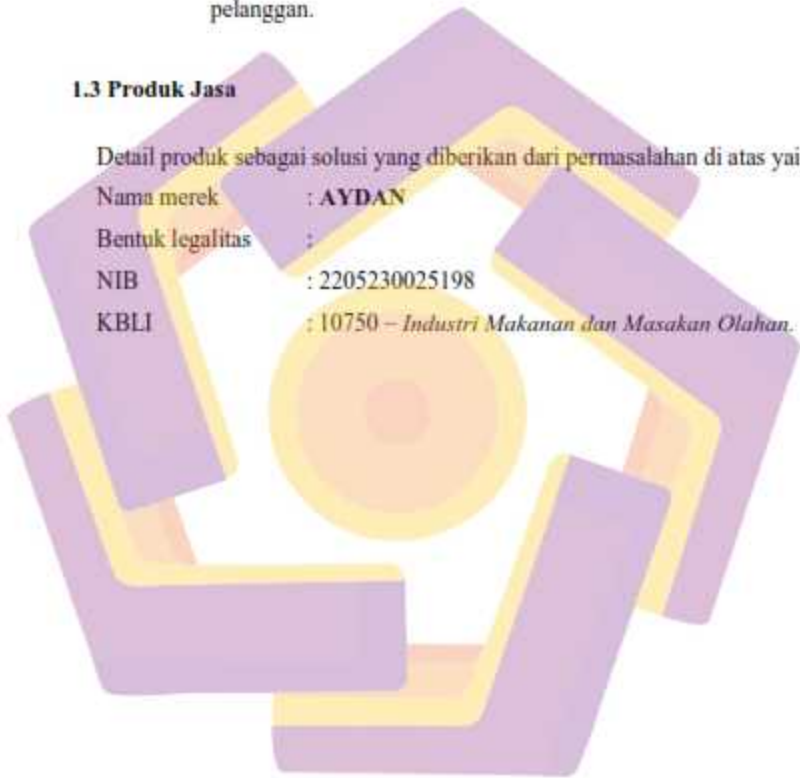 pelanggan.
1.3 Produk Jasa
Detail produk sebagai solusi yang diberikan dari permasalahan di atas yai
Nama merek : AYDAN
Bentuk legalitas :
NIB : 2205230025198
KBLI : 10750 – Industri Makanan dan Masakan Olahan.